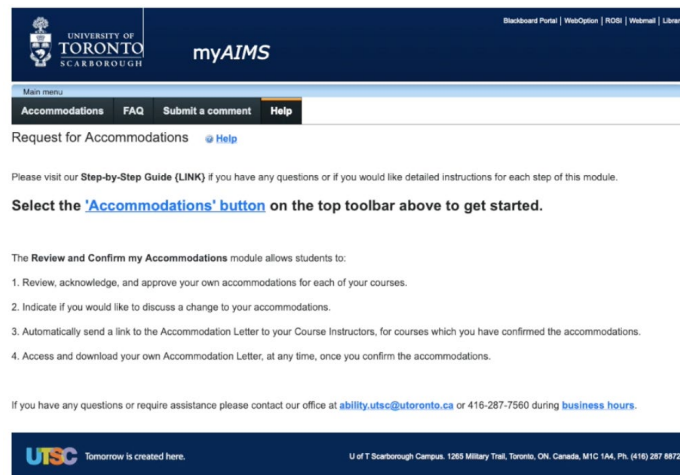 Blackboard Portal | WebOption | ROSI | Webmail |
UNIVERSITY OF
TORONTO
SCARBOROUGH
myAIMS
Main menu
Accommodations FAQ Submit a comment Help
Request for Accommodations Help
Please visit our Step-by-Step Guide {LINK} if you have any questions or if you would like detailed instructions for each step of this module.
Select the 'Accommodations' button on the top toolbar above to get started.
The Review and Confirm my Accommodations module allows students to:
1. Review, acknowledge, and approve your own accommodations for each of your courses.
2. Indicate if you would like to discuss a change to your accommodations.
3. Automatically send a link to the Accommodation Letter to your Course Instructors, for courses which you have confirmed the accommodations.
4. Access and download your own Accommodation Letter, at any time, once you confirm the accommodations.
If you have any questions or require assistance please contact our office at ability.utsc@utoronto.ca or 416-287-7560 during business hours.
UTSC Tomorrow is created here.
U of T Scarborough Campus. 1265 Military Trail, Toronto, ON. Canada, M1C 1A4, Ph. (416) 287 8872